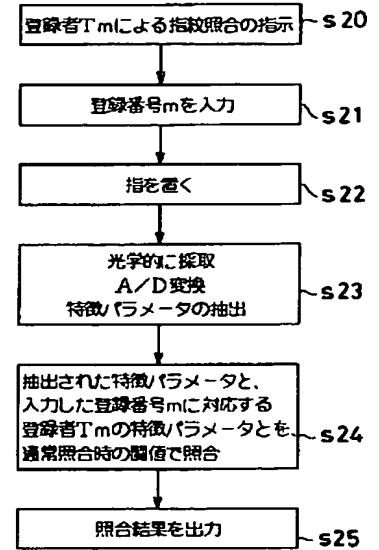 登録者Tmによる指紋照合の指示
s20
登録番号mを入力
s21
指を置く
s22
光学的に採取
A/D変換
特徴パラメータの抽出
s23
抽出された特徴パラメータと、
入力した登録番号mに対応する
登録者Tmの特徴パラメータとを
通常照合時の閾値で照合
s24
照合結果を出力
s25